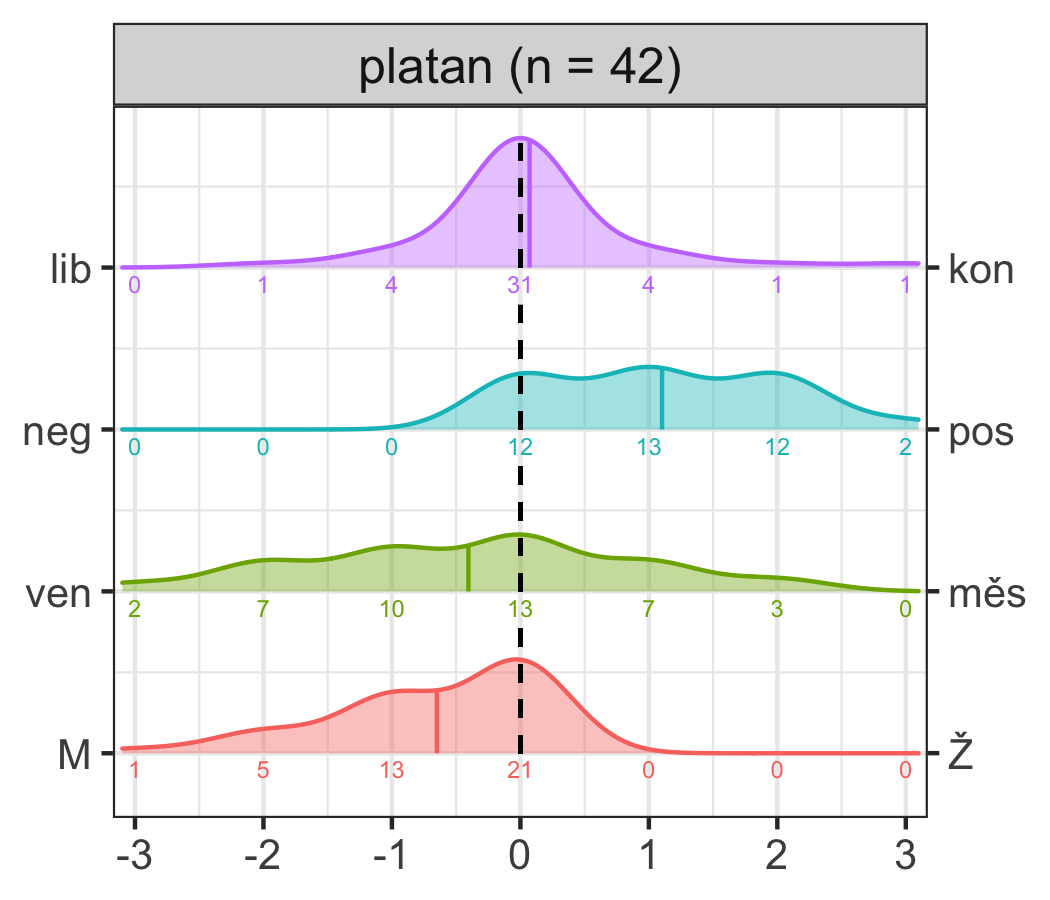 platan (n = 42)
lib kon
0 1 4 31 4 1 1
neg pos
0 0 0 12 13 12 2
ven měs
2 7 10 13 7 3 0
M Ž
1 5 13 21 0 0 0
-3 -2 -1 0 1 2 3